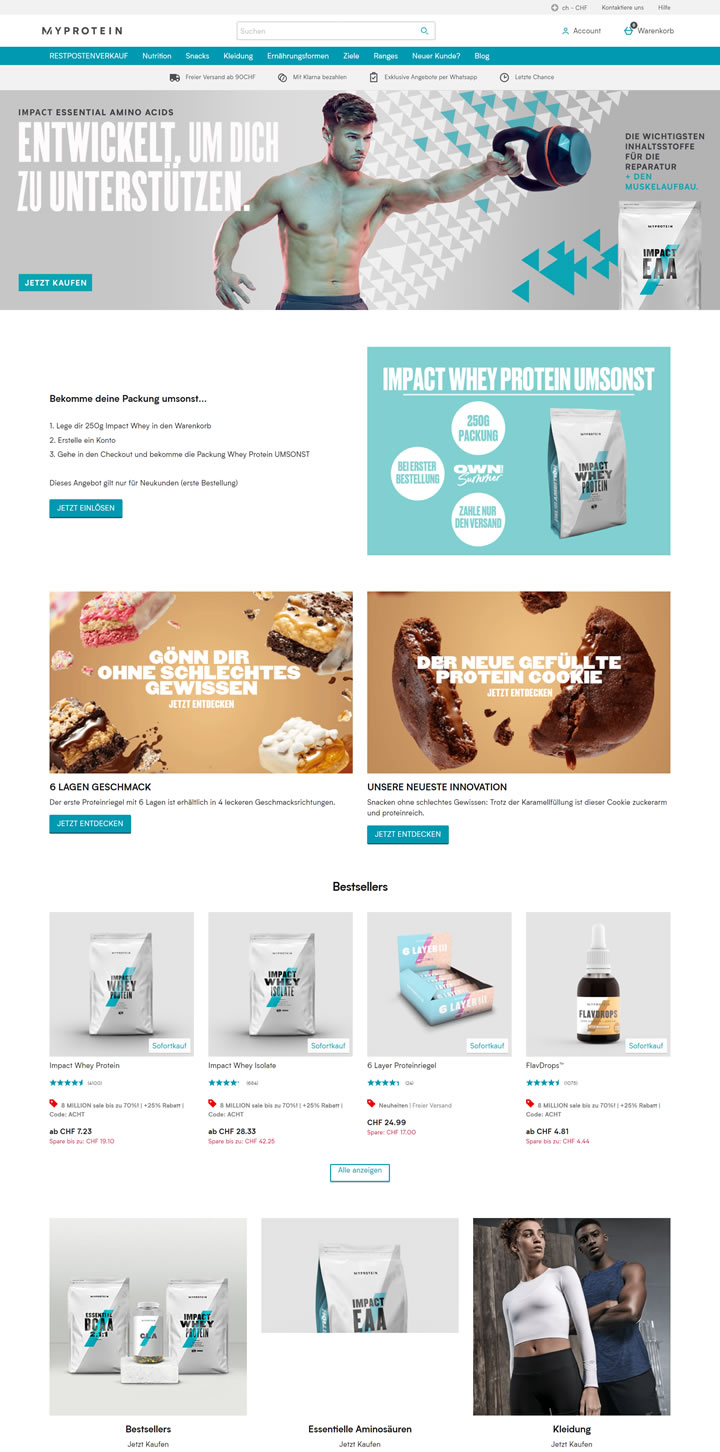 ch - CHF Kontaktiere uns Hilfe
MYPROTEIN
Suchen
Account
0
Warenkorb
RESTPOSTENVERKAUF Nutrition Snacks Kleidung Ernährungsformen Ziele Ranges Neuer Kunde? Blog
Freier Versand ab 90CHF Mit Klarna bezahlen Exklusive Angebote per Whatsapp Letzte Chance
IMPACT ESSENTIAL AMINO ACIDS
ENTWICKELT, UM DICH
ZU UNTERSTÜTZEN.
JETZT KAUFEN
DIE WICHTIGSTEN
INHALTSSTOFFE
FÜR DIE
REPARATUR
+ DEN
MUSKELAUFBAU.
MYPROTEIN
IMPACT
EAA
Bekomme deine Packung umsonst...
1. Lege dir 250g Impact Whey in den Warenkorb
2. Erstelle ein Konto
3. Gehe in den Checkout und bekomme die Packung Whey Protein UMSONST
Dieses Angebot gilt nur für Neukunden (erste Bestellung)
JETZT EINLÖSEN
IMPACT WHEY PROTEIN UMSONST
250G
PACKUNG
BEI ERSTER
BESTELLUNG
OWN!
Summer
ZAHLE NUR
DEN VERSAND
MYPROTEIN
IMPACT
WHEY
PROTEIN
GÖNN DIR
OHNE SCHLECHTES
GEWISSEN
JETZT ENTDECKEN
DER NEUE GEFÜLLTE
PROTEIN COOKIE
JETZT ENTDECKEN
6 LAGEN GESCHMACK
Der erste Proteinriegel mit 6 Lagen ist erhältlich in 4 leckeren Geschmacksrichtungen.
JETZT ENTDECKEN
UNSERE NEUESTE INNOVATION
Snacken ohne schlechtes Gewissen: Trotz der Karamellfüllung ist dieser Cookie zuckerarm
und proteinreich.
JETZT ENTDECKEN
Bestsellers
MYPROTEIN
IMPACT
WHEY
PROTEIN
Sofortkauf
MYPROTEIN
IMPACT
WHEY
ISOLATE
Sofortkauf
6 LAYER
6 LAYER
Sofortkauf
MYPROTEIN
FLAVDROPS
Sofortkauf
Impact Whey Protein
(4100)
8 MILLION sale bis zu 70%! | +25% Rabatt |
Code: ACHT
ab CHF 7.23
Spare bis zu: CHF 19.10
Impact Whey Isolate
(664)
8 MILLION sale bis zu 70%! | +25% Rabatt |
Code: ACHT
ab CHF 28.33
Spare bis zu: CHF 42.25
6 Layer Proteinriegel
(24)
Neuheiten | Freier Versand
CHF 24.99
Spare: CHF 17.00
FlavDrops™
(1075)
8 MILLION sale bis zu 70%! | +25% Rabatt |
Code: ACHT
ab CHF 4.81
Spare bis zu: CHF 4.44
Alle anzeigen
MYPROTEIN
ESSENTIAL
BCAA
2:1:1
CLA
MYPROTEIN
IMPACT
WHEY
PROTEIN
MYPROTEIN
IMPACT
EAA
Bestsellers
Jetzt Kaufen
Essentielle Aminosäuren
Jetzt Kaufen
Kleidung
Jetzt Kaufen